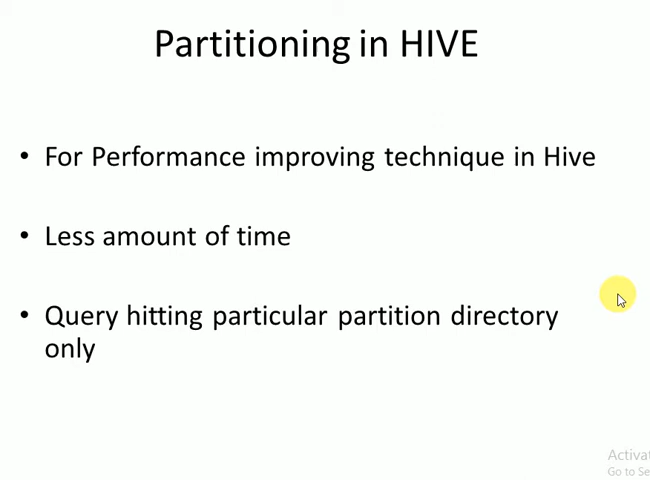 Partitioning in HIVE
• For Performance improving technique in Hive
• Less amount of time
• Query hitting particular partition directory
only
Activat
Go to Se